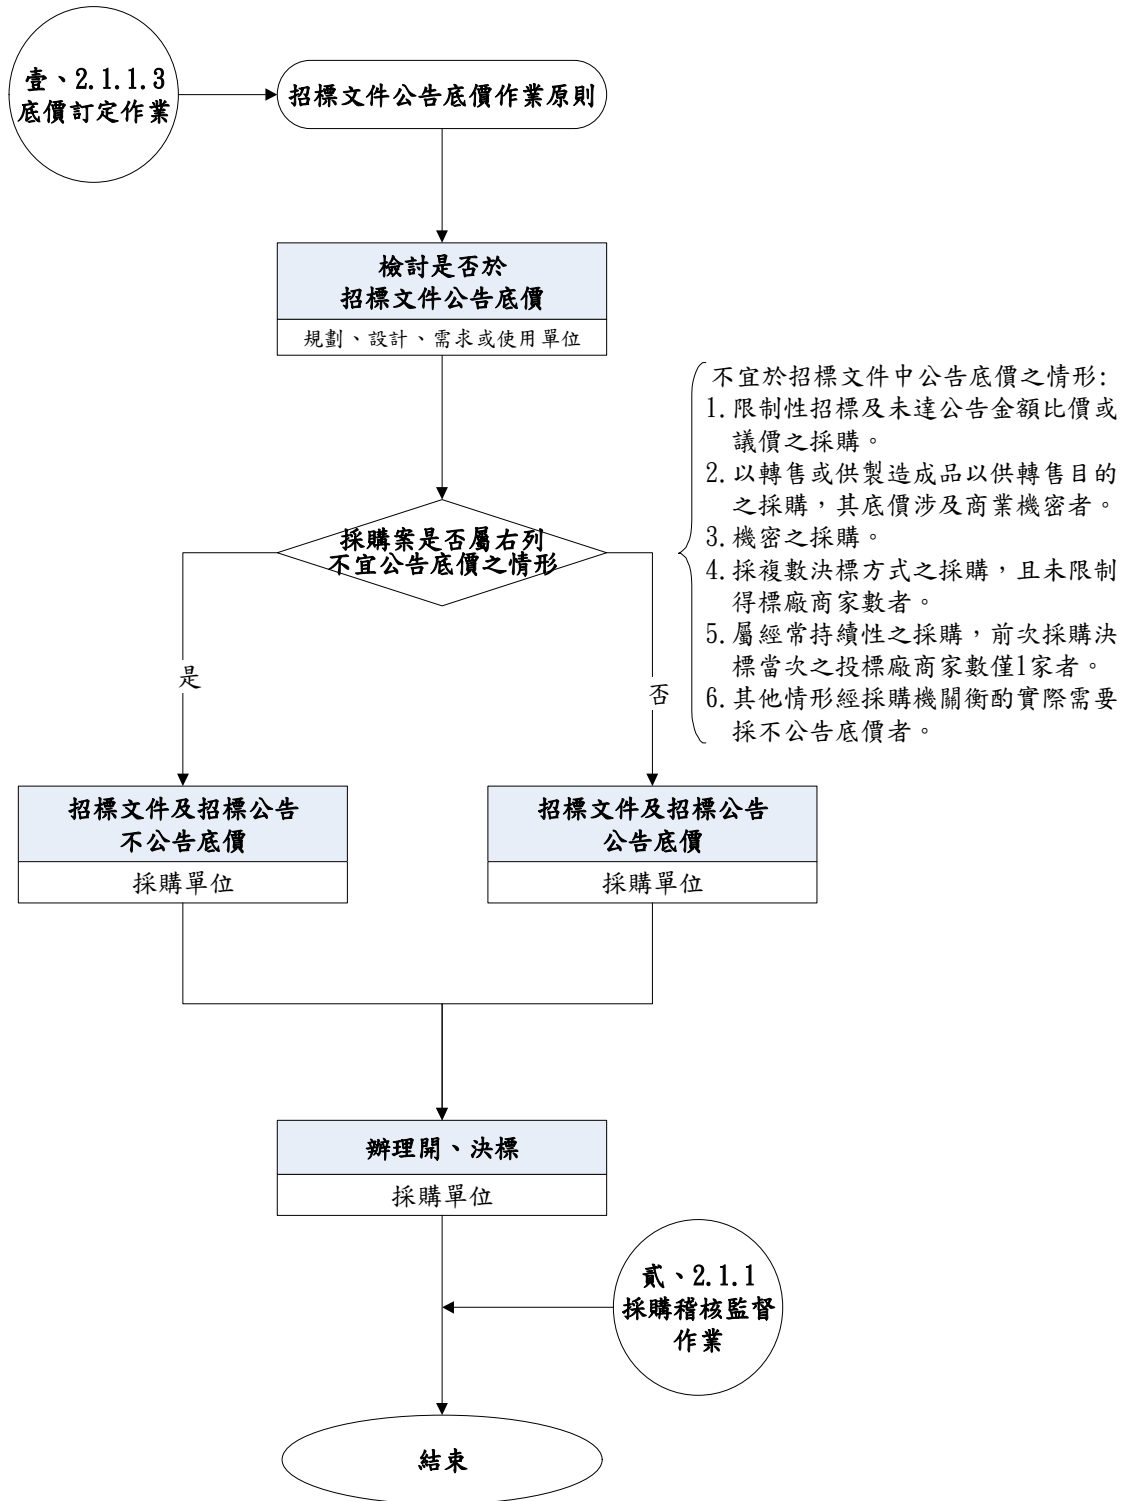 壹、2.1.1.3
底價訂定作業
招標文件公告底價作業原則
檢討是否於
招標文件公告底價
規劃、設計、需求或使用單位
採購案是否屬右列
不宜公告底價之情形
不宜於招標文件中公告底價之情形:
1.限制性招標及未達公告金額比價或
議價之採購。
2.以轉售或供製造成品以供轉售目的
之採購，其底價涉及商業機密者。
3.機密之採購。
4.採複數決標方式之採購，且未限制
得標廠商家數者。
5.屬經常持續性之採購，前次採購決
標當次之投標廠商家數僅1家者。
6.其他情形經採購機關衡酌實際需要
採不公告底價者。
是
否
招標文件及招標公告
不公告底價
採購單位
招標文件及招標公告
公告底價
採購單位
辦理開、決標
採購單位
貳、2.1.1
採購稽核監督
作業
結束